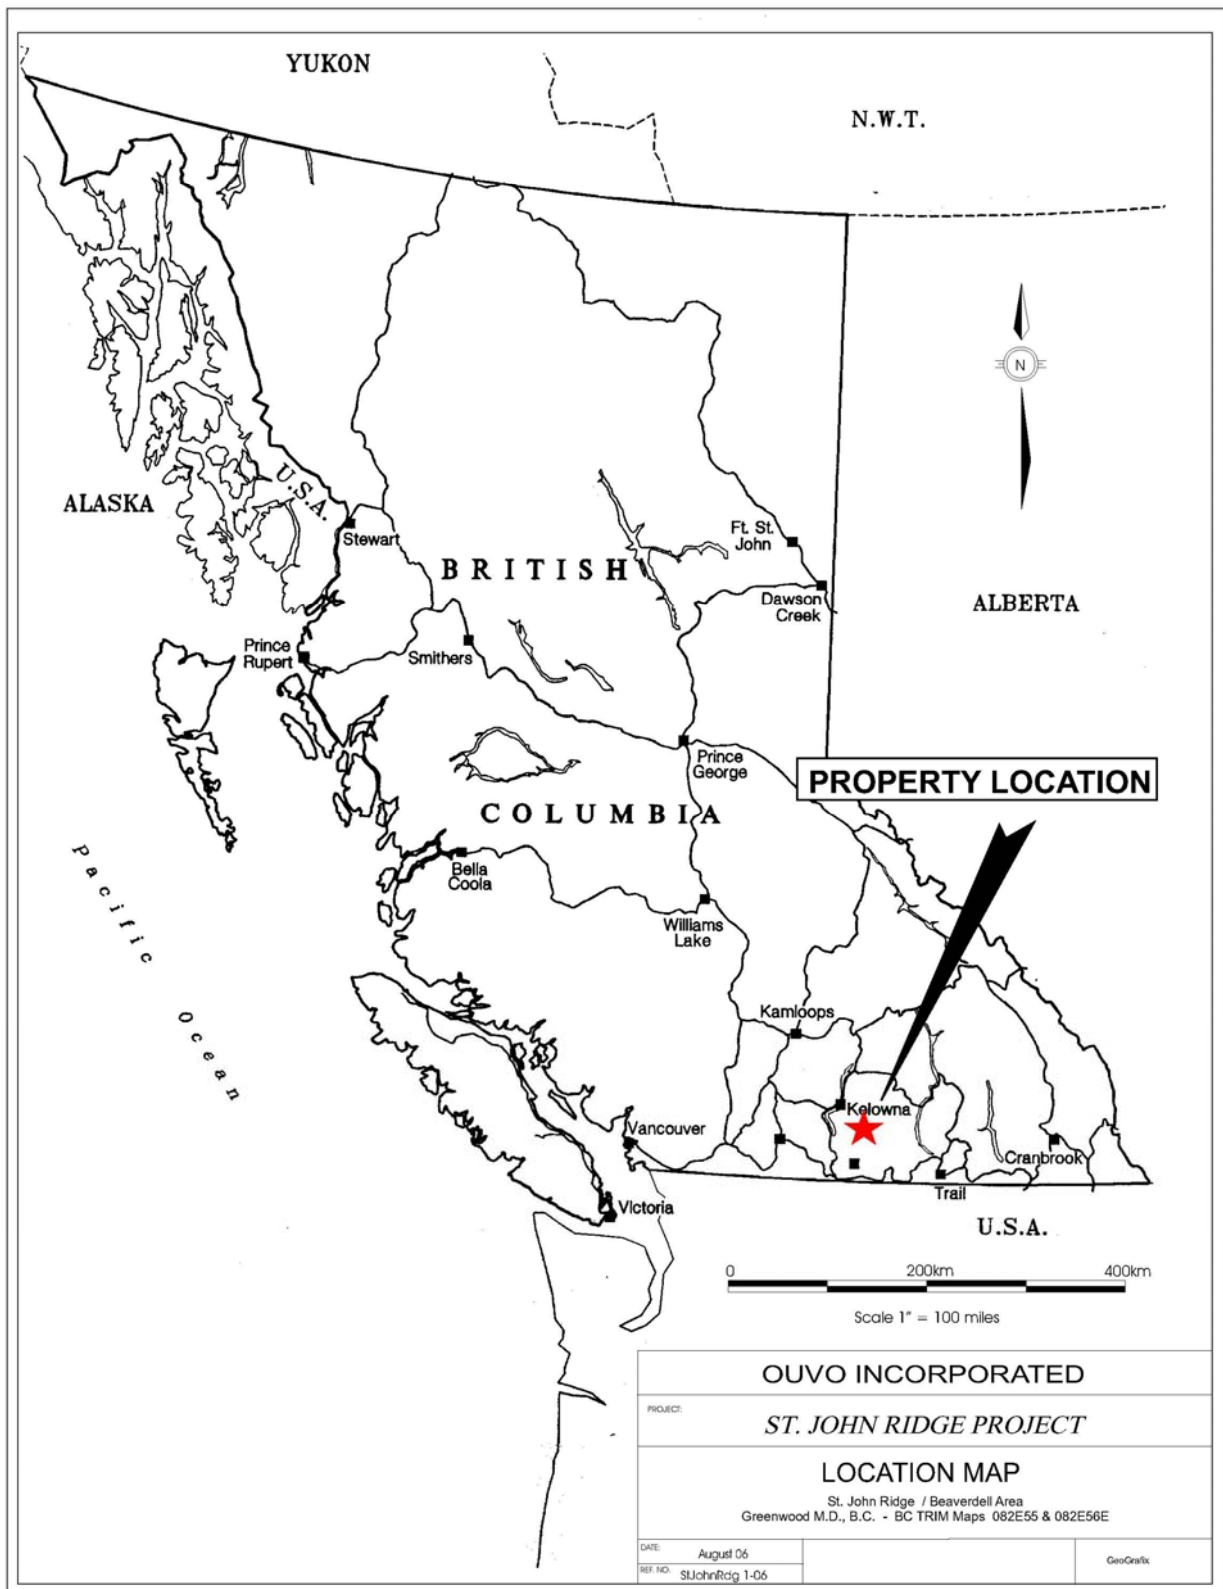 YUKON
N.W.T.
N
ALASKA
U.S.A.
Stewart
BRITISH
Ft. St.
John
Dawson
Creek
ALBERTA
Prince
Rupert
Smithers
Prince
George
PROPERTY LOCATION
COLUMBIA
Bella
Coola
Williams
Lake
Pacific Ocean
Kamloops
Kelowna
Vancouver
Cranbrook
Trail
Victoria
U.S.A.
0 200km 400km
Scale 1" = 100 miles
OUVO INCORPORATED
PROJECT:
ST. JOHN RIDGE PROJECT
LOCATION MAP
St. John Ridge / Beaverdell Area
Greenwood M.D., B.C. - BC TRIM Maps 082E55 & 082E56E
DATE: August 06
REF. NO. StJohnRdg 1-06
GeoGrafix